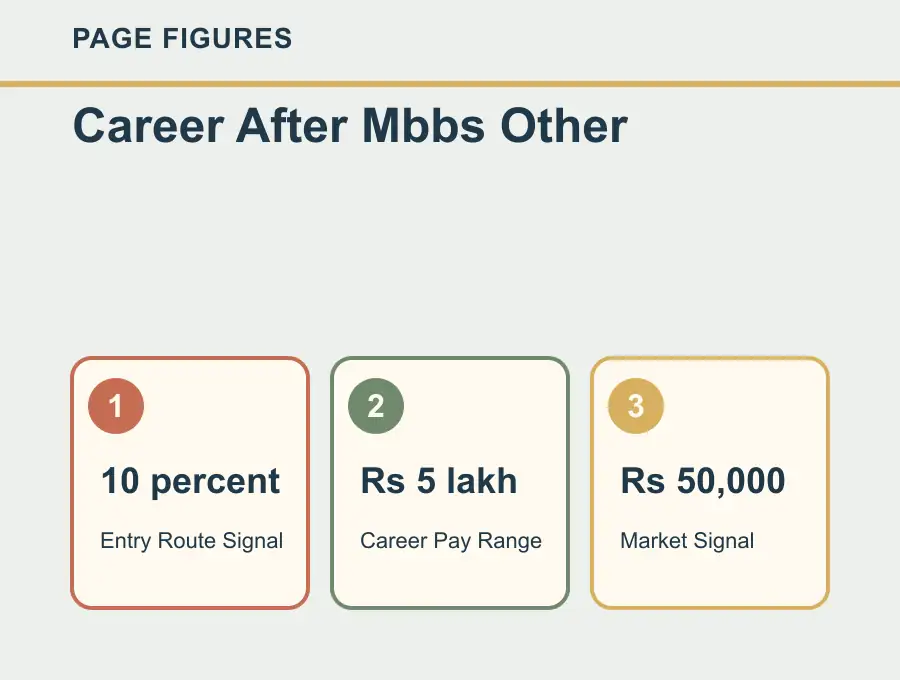 PAGE FIGURES
Career After Mbbs Other
1
10 percent
Entry Route Signal
2
Rs 5 lakh
Career Pay Range
3
Rs 50,000
Market Signal